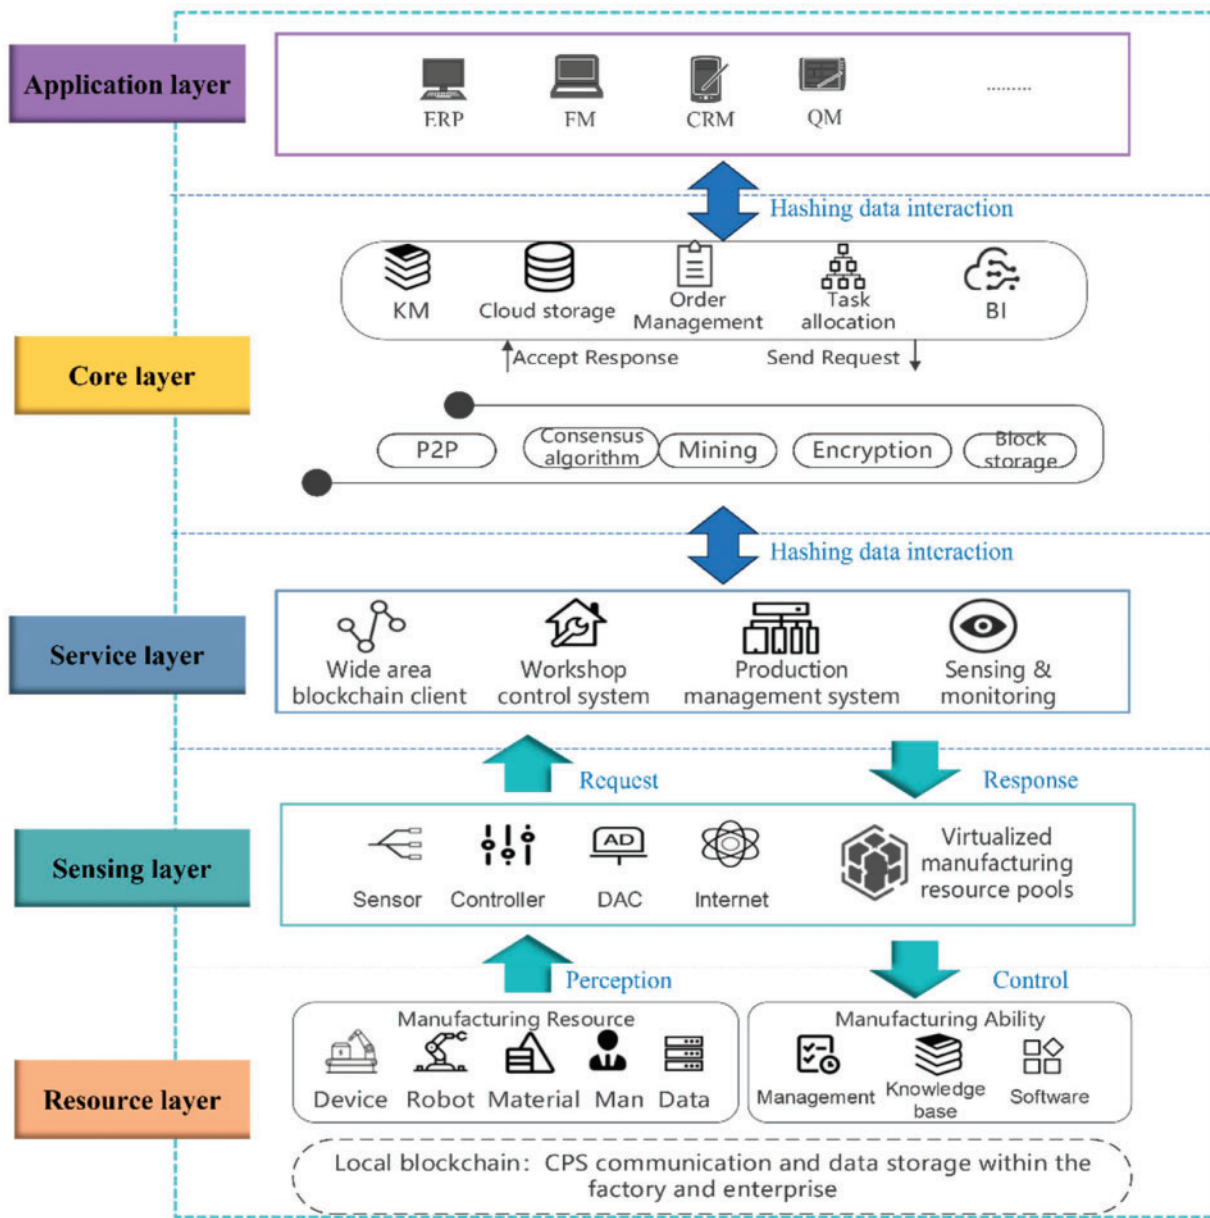 Application layer
ERP
FM
CRM
QM
.........
Hashing data interaction
KM
Cloud storage
Order
Management
Task
allocation
BI
Accept Response
Send Request
Core layer
P2P
Consensus
algorithm
Mining
Encryption
Block
storage
Hashing data interaction
Service layer
Wide area
blockchain client
Workshop
control system
Production
management system
Sensing &
monitoring
Request
Response
Sensing layer
Sensor
Controller
AD
DAC
Internet
Virtualized
manufacturing
resource pools
Perception
Control
Resource layer
Manufacturing Resource
Device
Robot
Material
Man
Data
Manufacturing Ability
Management
Knowledge
base
Software
Local blockchain: CPS communication and data storage within the
factory and enterprise